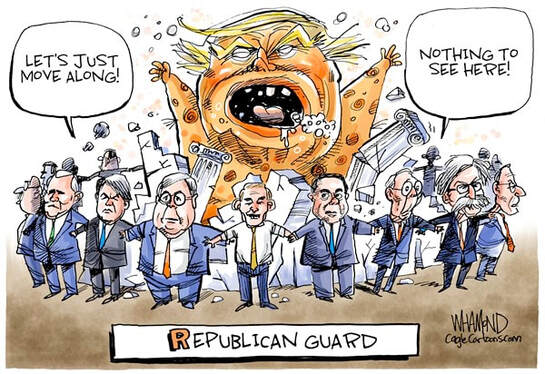 LET'S JUST
MOVE ALONG!
NOTHING TO
SEE HERE!
REPUBLICAN GUARD
WHAMOND
CagleCartoons.com